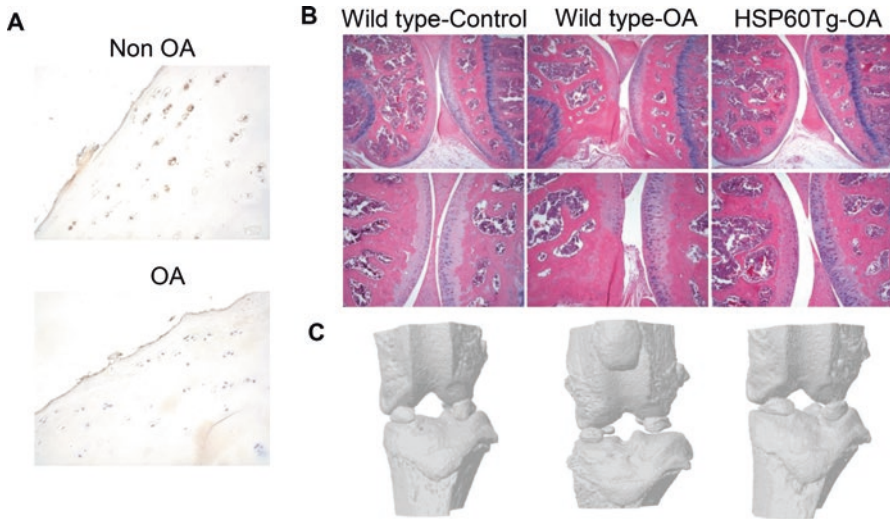 A
Non OA
OA
B
Wild type-Control
Wild type-OA
HSP60Tg-OA
C